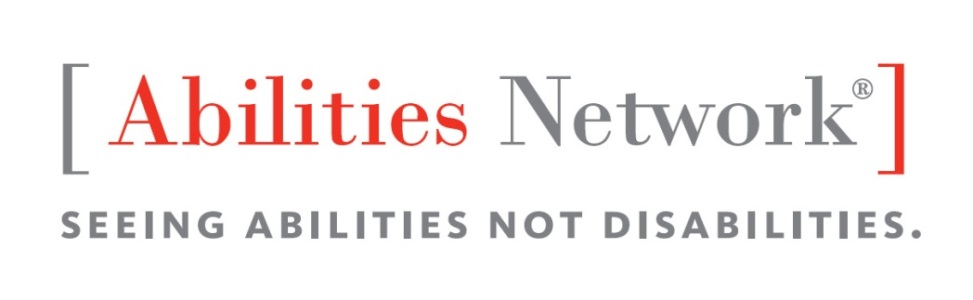 [ Abilities Network® ]
SEEING ABILITIES NOT DISABILITIES.